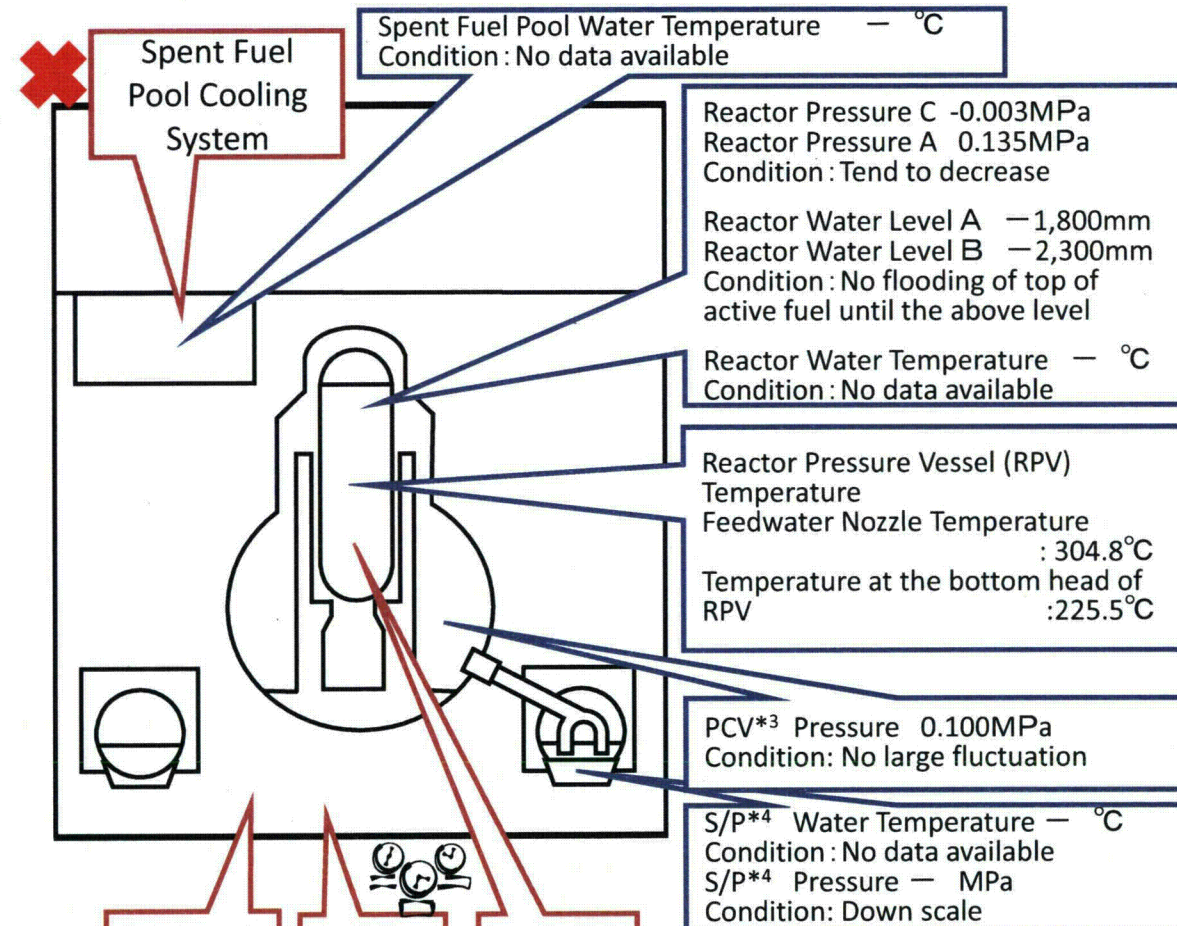 Spent Fuel
Pool Cooling
System
Spent Fuel Pool Water Temperature － ℃
Condition : No data available
Reactor Pressure C -0.003MPa
Reactor Pressure A 0.135MPa
Condition : Tend to decrease
Reactor Water Level A －1,800mm
Reactor Water Level B －2,300mm
Condition : No flooding of top of
active fuel until the above level
Reactor Water Temperature － ℃
Condition : No data available
Reactor Pressure Vessel (RPV)
Temperature
Feedwater Nozzle Temperature
: 304.8℃
Temperature at the bottom head of
RPV :225.5℃
PCV*3 Pressure 0.100MPa
Condition: No large fluctuation
S/P*4 Water Temperature － ℃
Condition : No data available
S/P*4 Pressure － MPa
Condition: Down scale